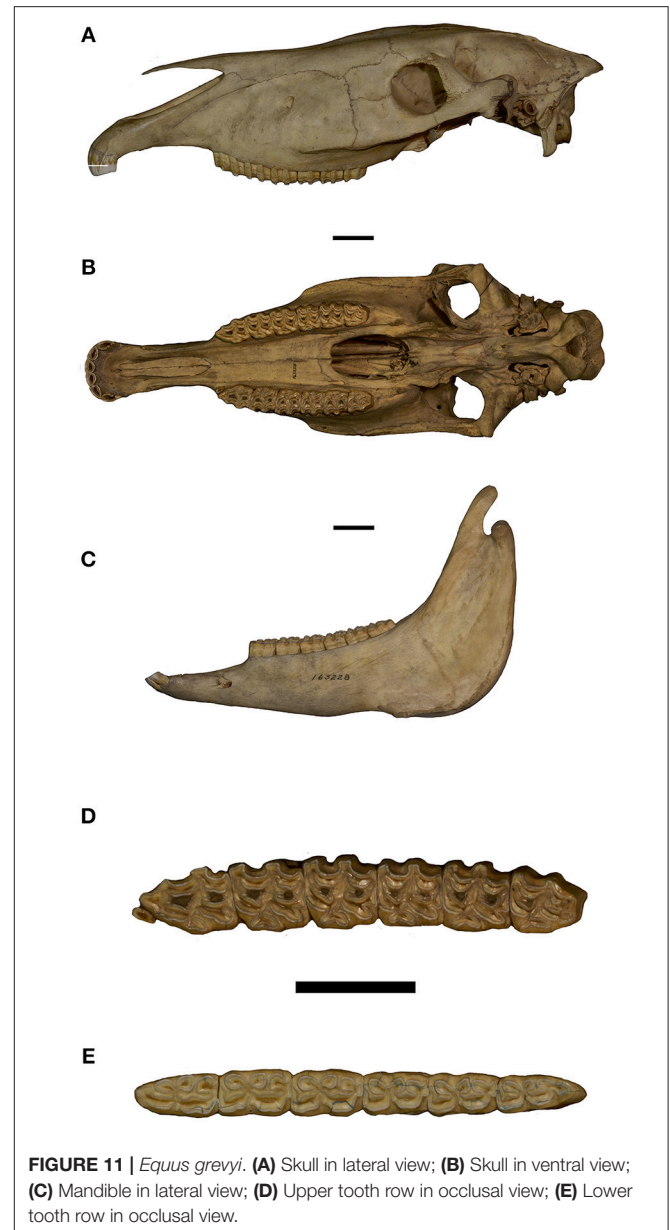 A
B
C
163228
D
E
FIGURE 11 | Equus grevyi. (A) Skull in lateral view; (B) Skull in ventral view;
(C) Mandible in lateral view; (D) Upper tooth row in occlusal view; (E) Lower
tooth row in occlusal view.